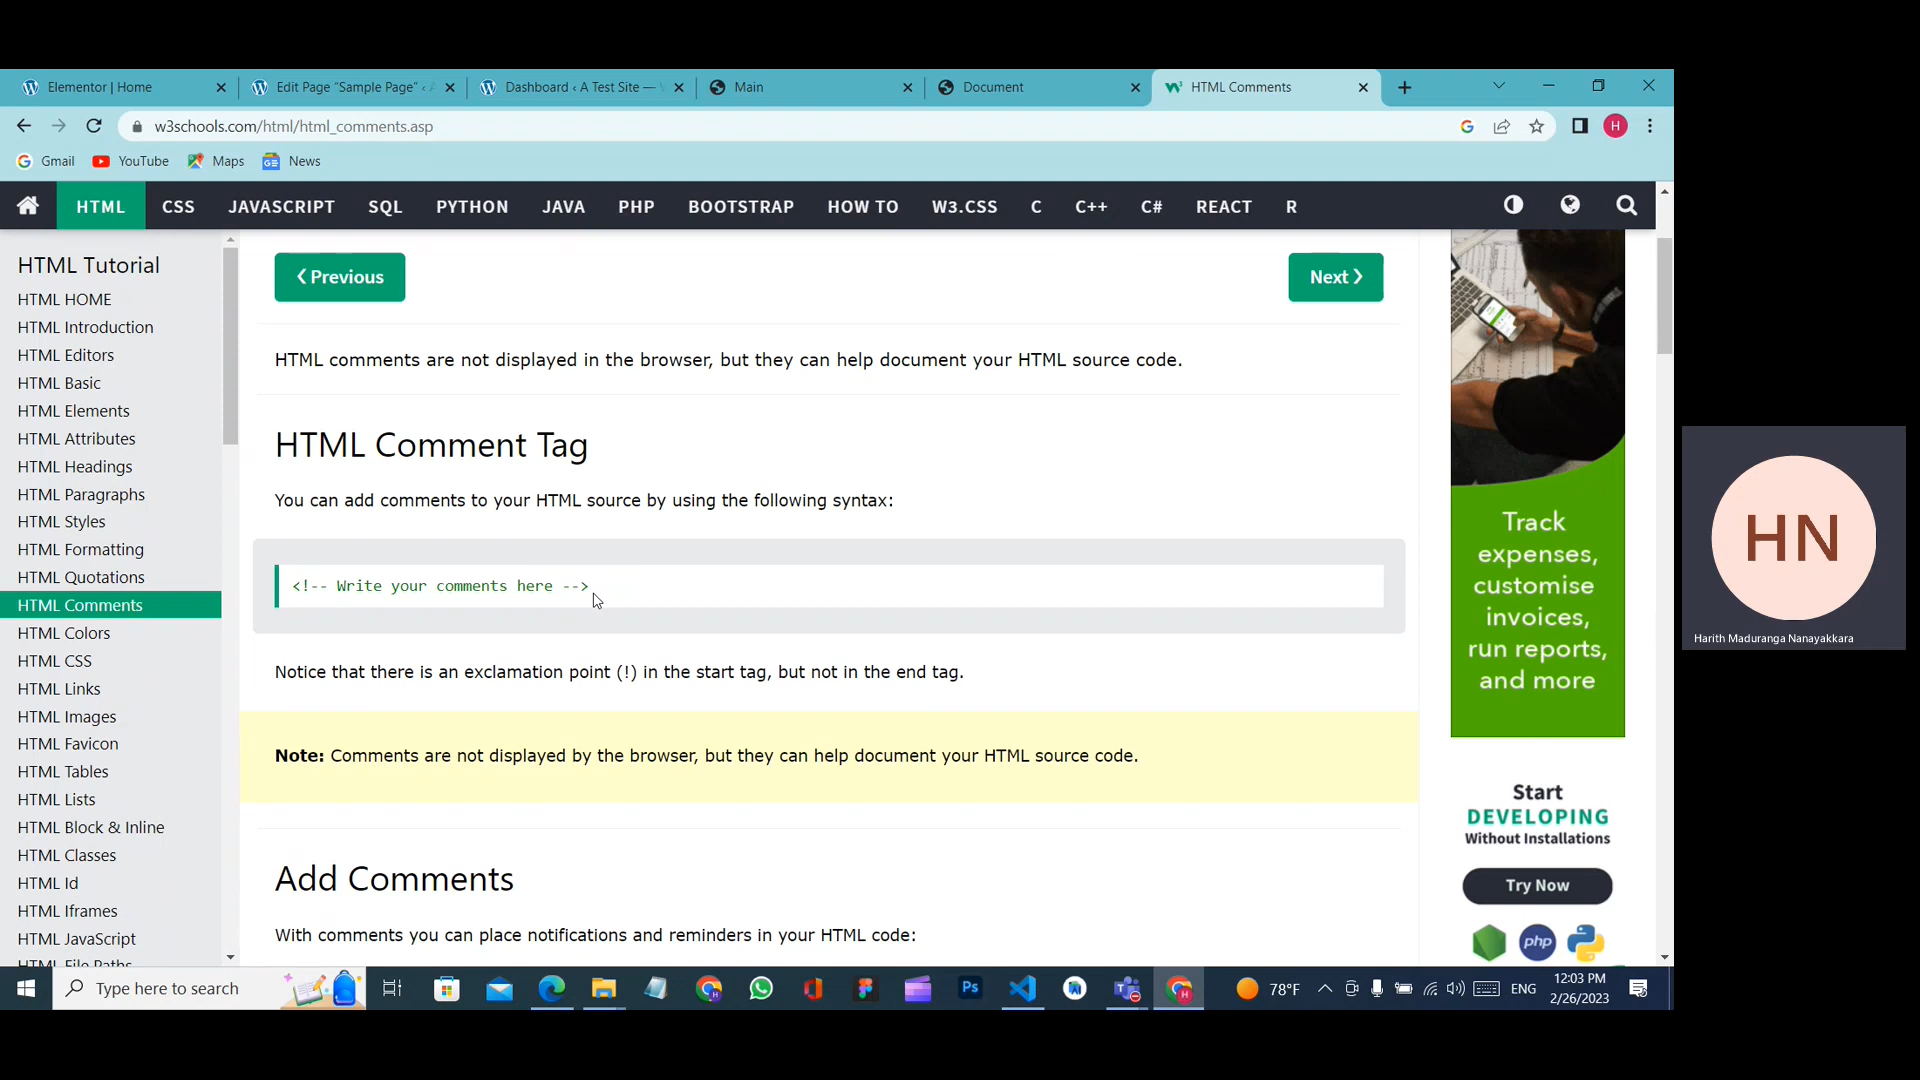 Elementor | Home
Edit Page “Sample Page” ‹
Dashboard ‹ A Test Site —
Main
Document
HTML Comments
w3schools.com/html/html_comments.asp
H
Gmail
YouTube
Maps
News
HTML
CSS
JAVASCRIPT
SQL
PYTHON
JAVA
PHP
BOOTSTRAP
HOW TO
W3.CSS
C
C++
C#
REACT
R
HTML Tutorial
HTML HOME
HTML Introduction
HTML Editors
HTML Basic
HTML Elements
HTML Attributes
HTML Headings
HTML Paragraphs
HTML Styles
HTML Formatting
HTML Quotations
HTML Comments
HTML Colors
HTML CSS
HTML Links
HTML Images
HTML Favicon
HTML Tables
HTML Lists
HTML Block & Inline
HTML Classes
HTML Id
HTML Iframes
HTML JavaScript
HTML File Paths
❮ Previous
Next ❯
HTML comments are not displayed in the browser, but they can help document your HTML source code.
HTML Comment Tag
You can add comments to your HTML source by using the following syntax:
<!-- Write your comments here -->
Notice that there is an exclamation point (!) in the start tag, but not in the end tag.
Note: Comments are not displayed by the browser, but they can help document your HTML source code.
Add Comments
With comments you can place notifications and reminders in your HTML code:
Track
expenses,
customise
invoices,
run reports,
and more
Start
DEVELOPING
Without Installations
Try Now
php
HN
Harith Maduranga Nanayakkara
Type here to search
Ps
78°F
ENG
12:03 PM
2/26/2023